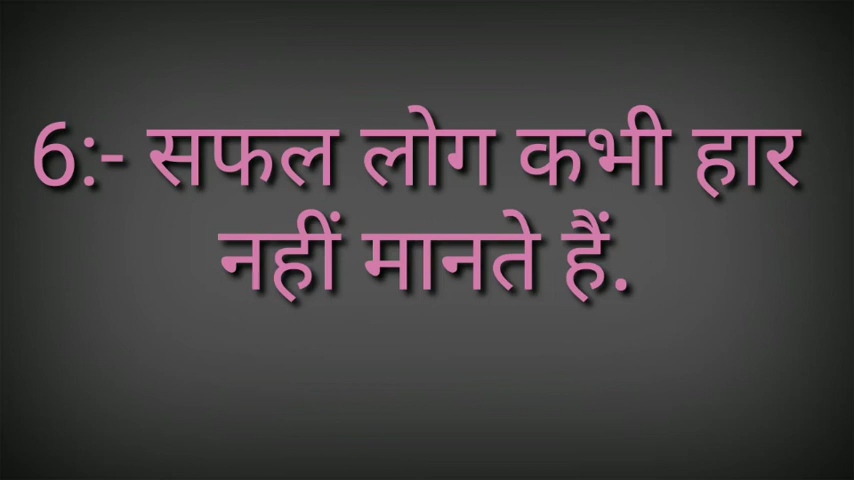 6:- सफल लोग कभी हार
नहीं मानते हैं.